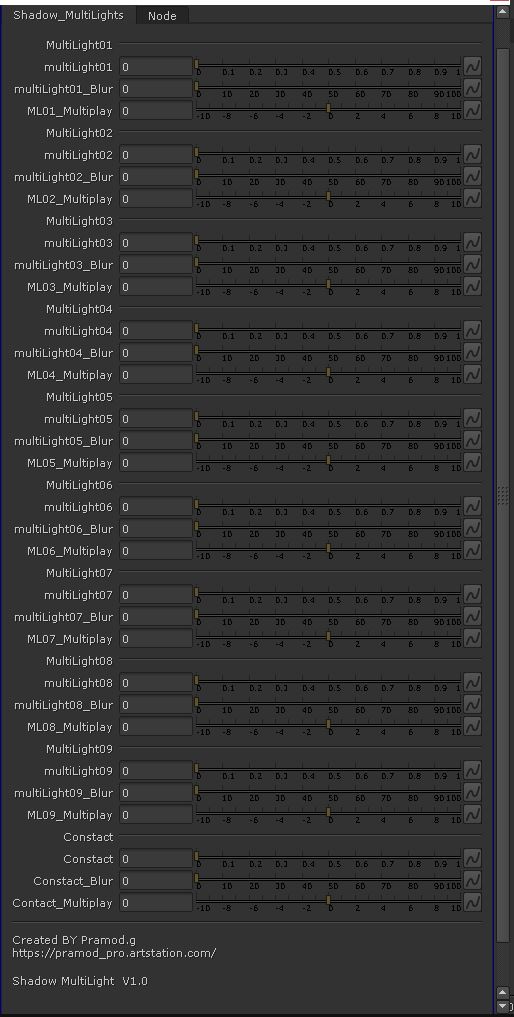 Shadow_MultiLights Node
MultiLight01
multiLight01 0 0 0.1 0.2 0.3 0.4 0.5 0.6 0.7 0.8 0.9 1
multiLight01_Blur 0 0 10 20 30 40 50 60 70 80 90 100
ML01_Multiplay 0 -10 -8 -6 -4 -2 0 2 4 6 8 10
MultiLight02
multiLight02 0 0 0.1 0.2 0.3 0.4 0.5 0.6 0.7 0.8 0.9 1
multiLight02_Blur 0 0 10 20 30 40 50 60 70 80 90 100
ML02_Multiplay 0 -10 -8 -6 -4 -2 0 2 4 6 8 10
MultiLight03
multiLight03 0 0 0.1 0.2 0.3 0.4 0.5 0.6 0.7 0.8 0.9 1
multiLight03_Blur 0 0 10 20 30 40 50 60 70 80 90 100
ML03_Multiplay 0 -10 -8 -6 -4 -2 0 2 4 6 8 10
MultiLight04
multiLight04 0 0 0.1 0.2 0.3 0.4 0.5 0.6 0.7 0.8 0.9 1
multiLight04_Blur 0 0 10 20 30 40 50 60 70 80 90 100
ML04_Multiplay 0 -10 -8 -6 -4 -2 0 2 4 6 8 10
MultiLight05
multiLight05 0 0 0.1 0.2 0.3 0.4 0.5 0.6 0.7 0.8 0.9 1
multiLight05_Blur 0 0 10 20 30 40 50 60 70 80 90 100
ML05_Multiplay 0 -10 -8 -6 -4 -2 0 2 4 6 8 10
MultiLight06
multiLight06 0 0 0.1 0.2 0.3 0.4 0.5 0.6 0.7 0.8 0.9 1
multiLight06_Blur 0 0 10 20 30 40 50 60 70 80 90 100
ML06_Multiplay 0 -10 -8 -6 -4 -2 0 2 4 6 8 10
MultiLight07
multiLight07 0 0 0.1 0.2 0.3 0.4 0.5 0.6 0.7 0.8 0.9 1
multiLight07_Blur 0 0 10 20 30 40 50 60 70 80 90 100
ML07_Multiplay 0 -10 -8 -6 -4 -2 0 2 4 6 8 10
MultiLight08
multiLight08 0 0 0.1 0.2 0.3 0.4 0.5 0.6 0.7 0.8 0.9 1
multiLight08_Blur 0 0 10 20 30 40 50 60 70 80 90 100
ML08_Multiplay 0 -10 -8 -6 -4 -2 0 2 4 6 8 10
MultiLight09
multiLight09 0 0 0.1 0.2 0.3 0.4 0.5 0.6 0.7 0.8 0.9 1
multiLight09_Blur 0 0 10 20 30 40 50 60 70 80 90 100
ML09_Multiplay 0 -10 -8 -6 -4 -2 0 2 4 6 8 10
Constact
Constact 0 0 0.1 0.2 0.3 0.4 0.5 0.6 0.7 0.8 0.9 1
Constact_Blur 0 0 10 20 30 40 50 60 70 80 90 100
Contact_Multiplay 0 -10 -8 -6 -4 -2 0 2 4 6 8 10
Created BY Pramod.g
https://pramod_pro.artstation.com/
Shadow MultiLight V1.0